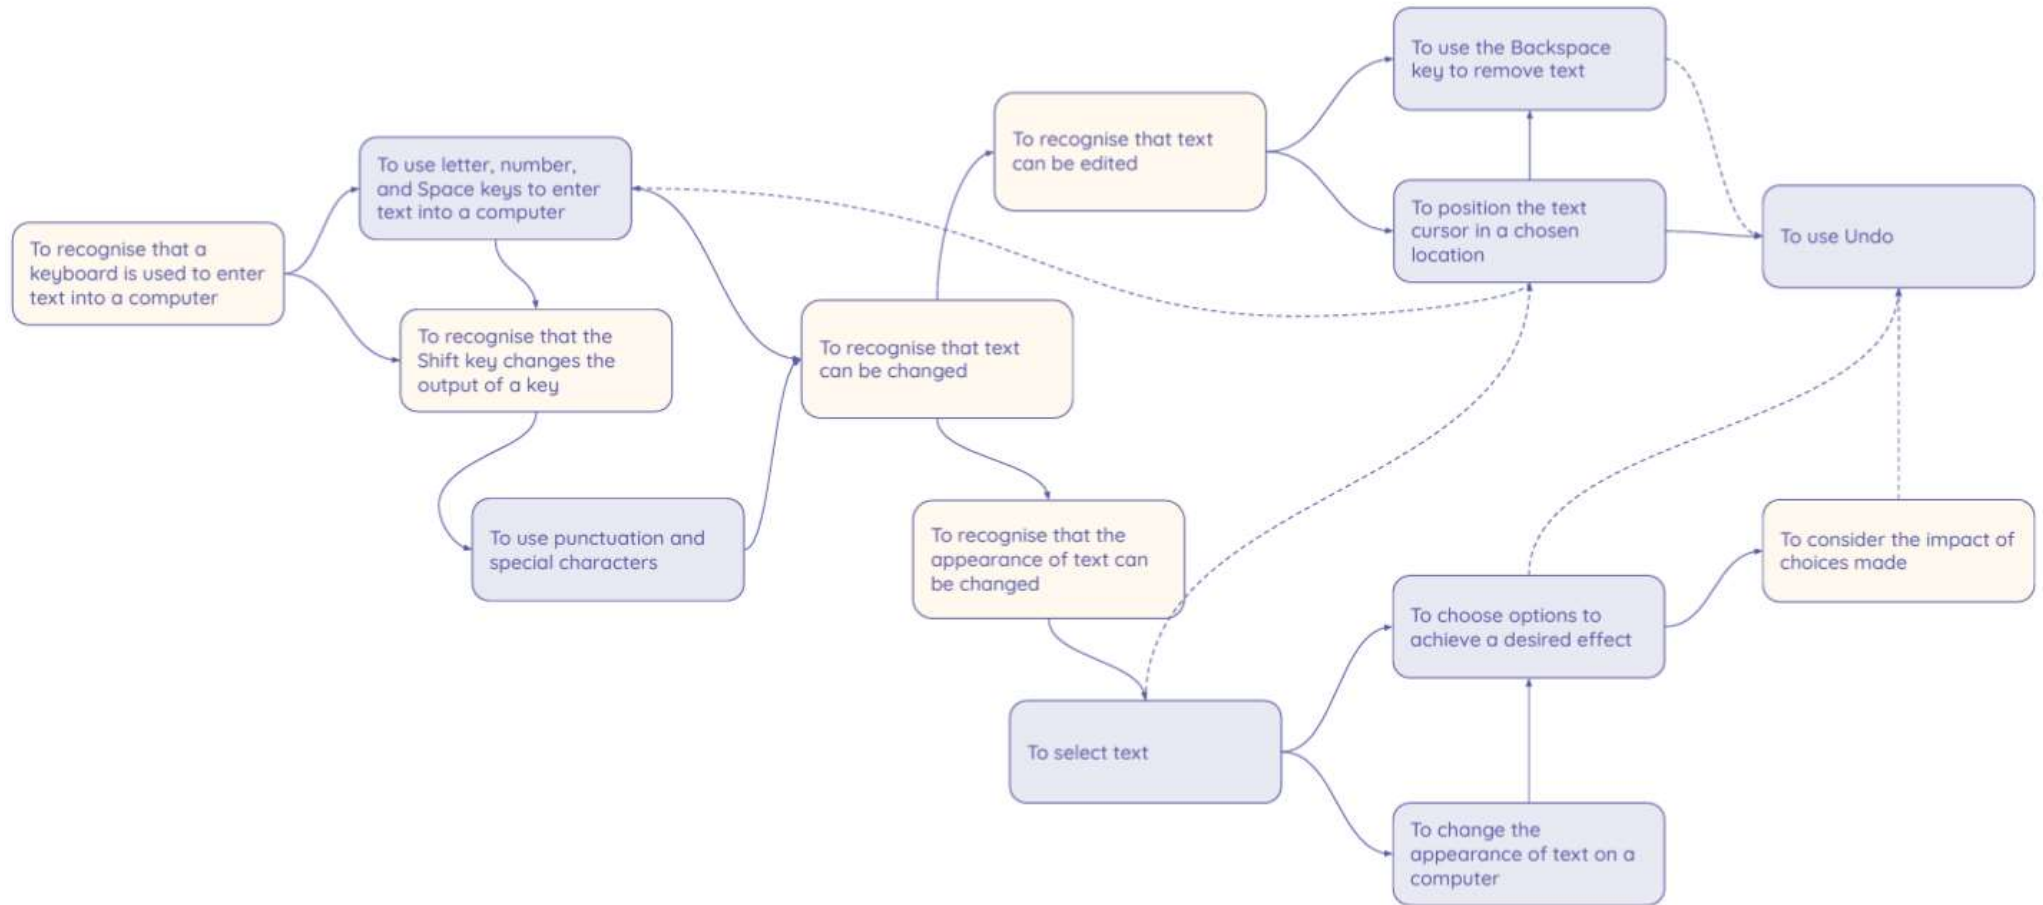 To recognise that a
keyboard is used to enter
text into a computer
To use letter, number,
and Space keys to enter
text into a computer
To recognise that the
Shift key changes the
output of a key
To use punctuation and
special characters
To recognise that text
can be changed
To recognise that text
can be edited
To recognise that the
appearance of text can
be changed
To select text
To use the Backspace
key to remove text
To position the text
cursor in a chosen
location
To use Undo
To choose options to
achieve a desired effect
To change the
appearance of text on a
computer
To consider the impact of
choices made